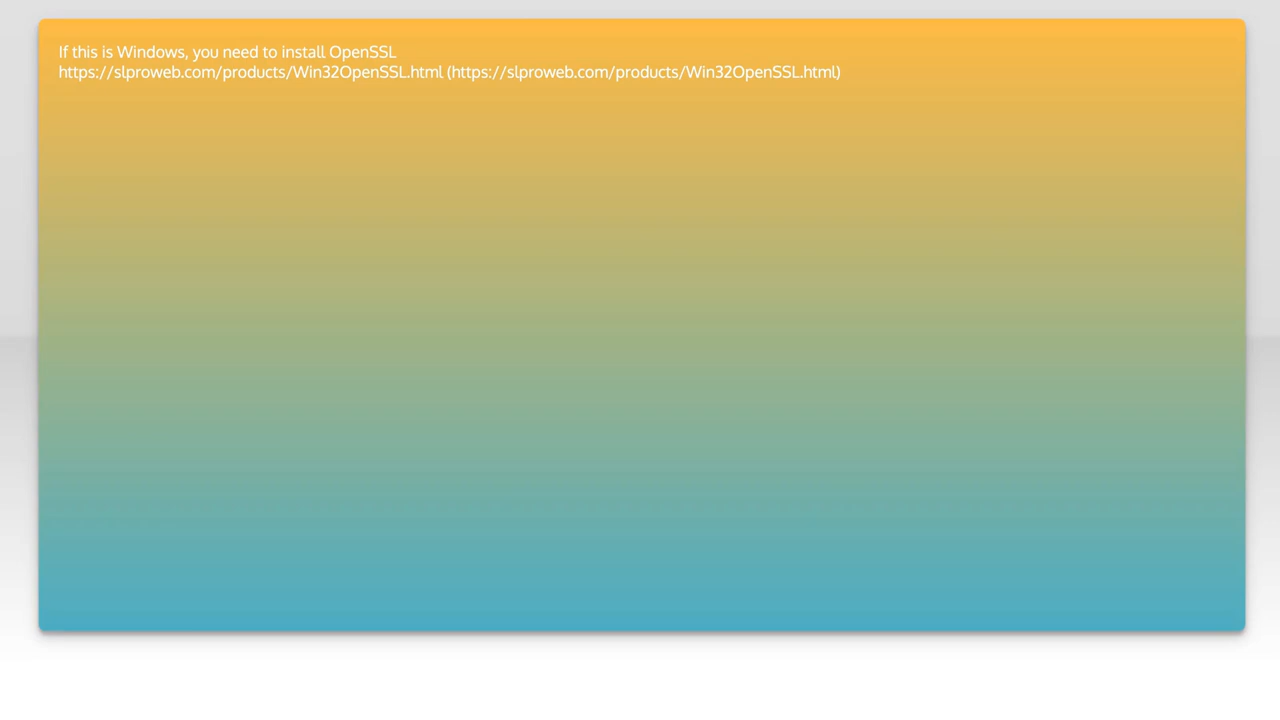 If this is Windows, you need to install OpenSSL
https://slproweb.com/products/Win32OpenSSL.html (https://slproweb.com/products/Win32OpenSSL.html)